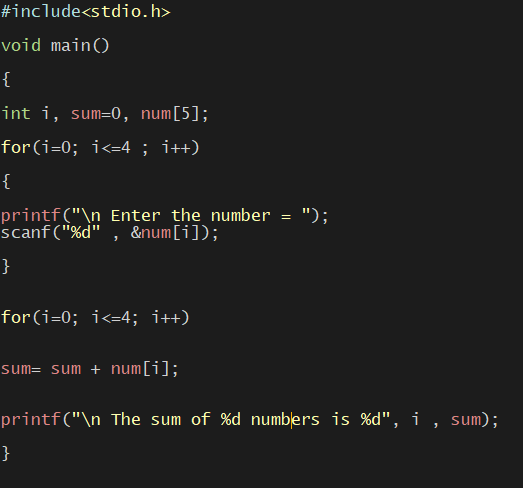 #include<stdio.h>
void main()
{
int i, sum=0, num[5];
for(i=0; i<=4 ; i++)
{
printf("\n Enter the number = ");
scanf("%d" , &num[i]);
}
for(i=0; i<=4; i++)
sum= sum + num[i];
printf("\n The sum of %d numbers is %d", i , sum);
}